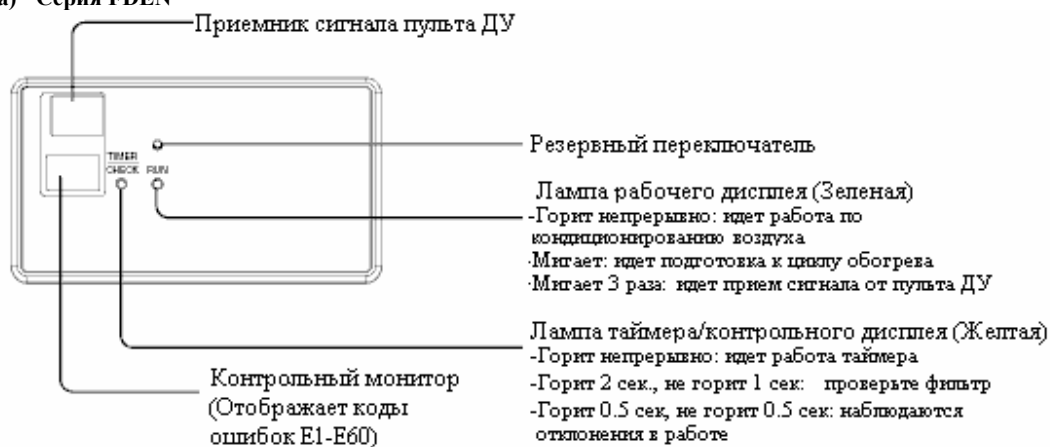 а) Серия FDEN
Приемник сигнала пульта ДУ
TIMER
CHECK RUN
Резервный переключатель
Лампа рабочего дисплея (Зеленая)
-Горит непрерывно: идет работа по
кондиционированию воздуха
-Мигает: идет подготовка к циклу обогрева
-Мигает 3 раза: идет прием сигнала от пульта ДУ
Лампа таймера/контрольного дисплея (Желтая)
-Горит непрерывно: идет работа таймера
-Горит 2 сек., не горит 1 сек: проверьте фильтр
-Горит 0.5 сек, не горит 0.5 сек: наблюдаются
отклонения в работе
Контрольный монитор
(Отображает коды
ошибок E1-E60)